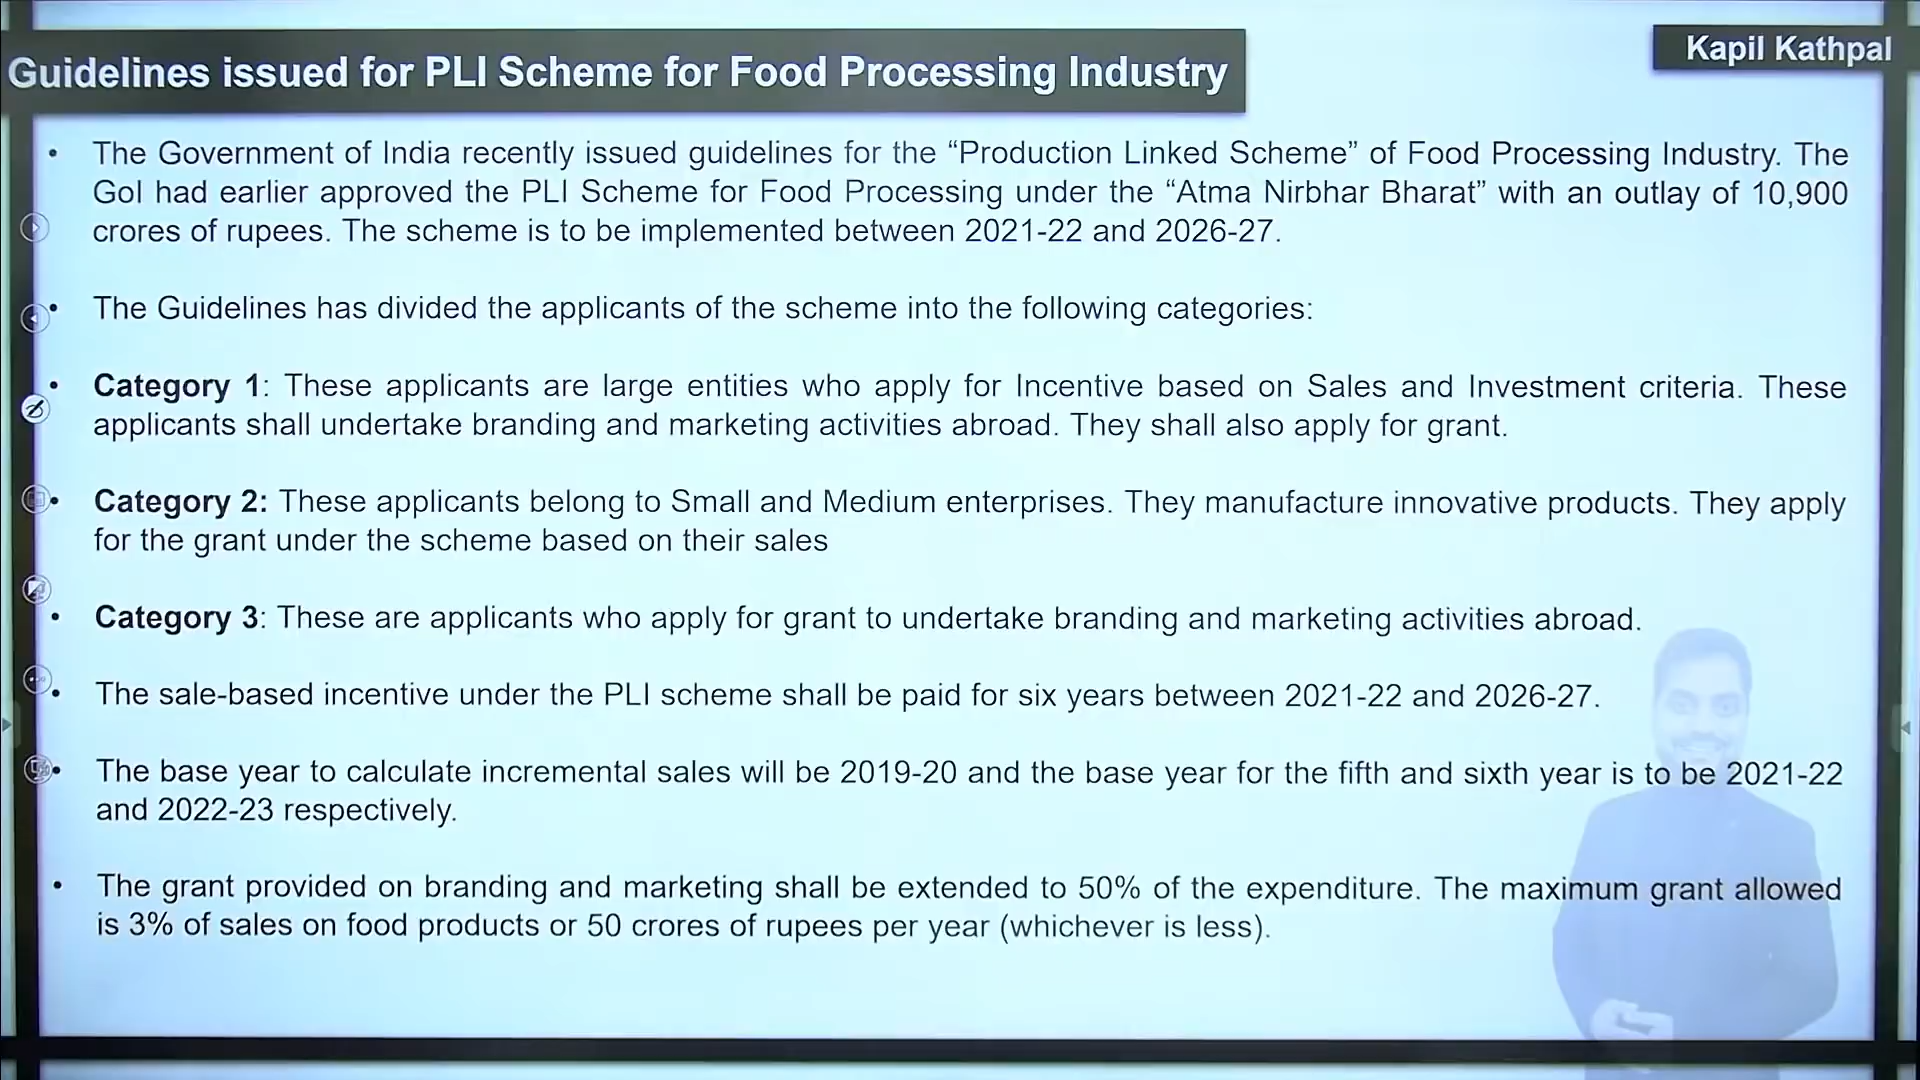 Guidelines issued for PLI Scheme for Food Processing Industry
Kapil Kathpal
• The Government of India recently issued guidelines for the “Production Linked Scheme” of Food Processing Industry. The
GoI had earlier approved the PLI Scheme for Food Processing under the “Atma Nirbhar Bharat” with an outlay of 10,900
crores of rupees. The scheme is to be implemented between 2021-22 and 2026-27.
• The Guidelines has divided the applicants of the scheme into the following categories:
• Category 1: These applicants are large entities who apply for Incentive based on Sales and Investment criteria. These
applicants shall undertake branding and marketing activities abroad. They shall also apply for grant.
• Category 2: These applicants belong to Small and Medium enterprises. They manufacture innovative products. They apply
for the grant under the scheme based on their sales
• Category 3: These are applicants who apply for grant to undertake branding and marketing activities abroad.
• The sale-based incentive under the PLI scheme shall be paid for six years between 2021-22 and 2026-27.
• The base year to calculate incremental sales will be 2019-20 and the base year for the fifth and sixth year is to be 2021-22
and 2022-23 respectively.
• The grant provided on branding and marketing shall be extended to 50% of the expenditure. The maximum grant allowed
is 3% of sales on food products or 50 crores of rupees per year (whichever is less).